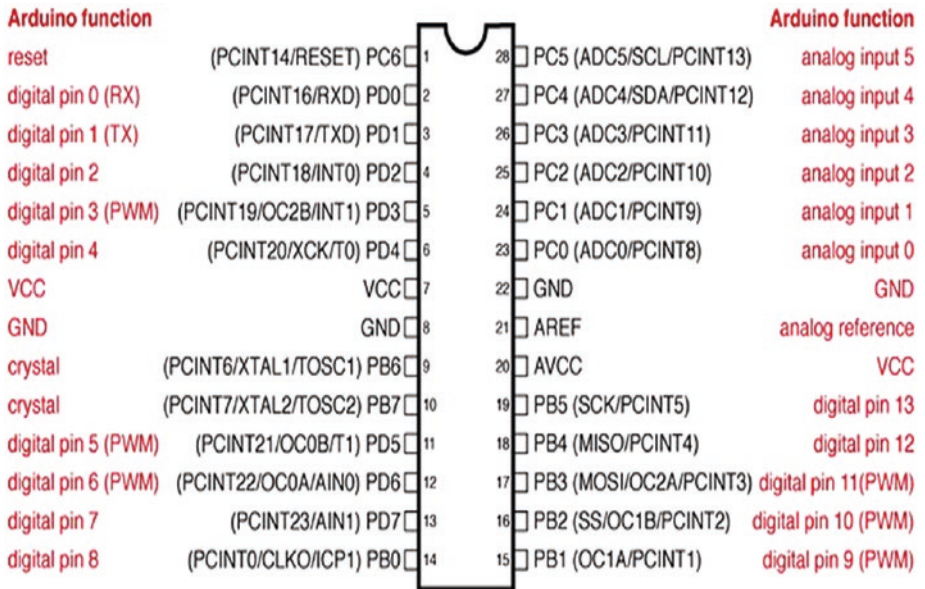 Arduino function Arduino function
reset (PCINT14/RESET) PC6 1 28 PC5 (ADC5/SCL/PCINT13) analog input 5
digital pin 0 (RX) (PCINT16/RXD) PD0 2 27 PC4 (ADC4/SDA/PCINT12) analog input 4
digital pin 1 (TX) (PCINT17/TXD) PD1 3 26 PC3 (ADC3/PCINT11) analog input 3
digital pin 2 (PCINT18/INT0) PD2 4 25 PC2 (ADC2/PCINT10) analog input 2
digital pin 3 (PWM) (PCINT19/OC2B/INT1) PD3 5 24 PC1 (ADC1/PCINT9) analog input 1
digital pin 4 (PCINT20/XCK/T0) PD4 6 23 PC0 (ADC0/PCINT8) analog input 0
VCC VCC 7 22 GND GND
GND GND 8 21 AREF analog reference
crystal (PCINT6/XTAL1/TOSC1) PB6 9 20 AVCC VCC
crystal (PCINT7/XTAL2/TOSC2) PB7 10 19 PB5 (SCK/PCINT5) digital pin 13
digital pin 5 (PWM) (PCINT21/OC0B/T1) PD5 11 18 PB4 (MISO/PCINT4) digital pin 12
digital pin 6 (PWM) (PCINT22/OC0A/AIN0) PD6 12 17 PB3 (MOSI/OC2A/PCINT3) digital pin 11(PWM)
digital pin 7 (PCINT23/AIN1) PD7 13 16 PB2 (SS/OC1B/PCINT2) digital pin 10 (PWM)
digital pin 8 (PCINT0/CLKO/ICP1) PB0 14 15 PB1 (OC1A/PCINT1) digital pin 9 (PWM)